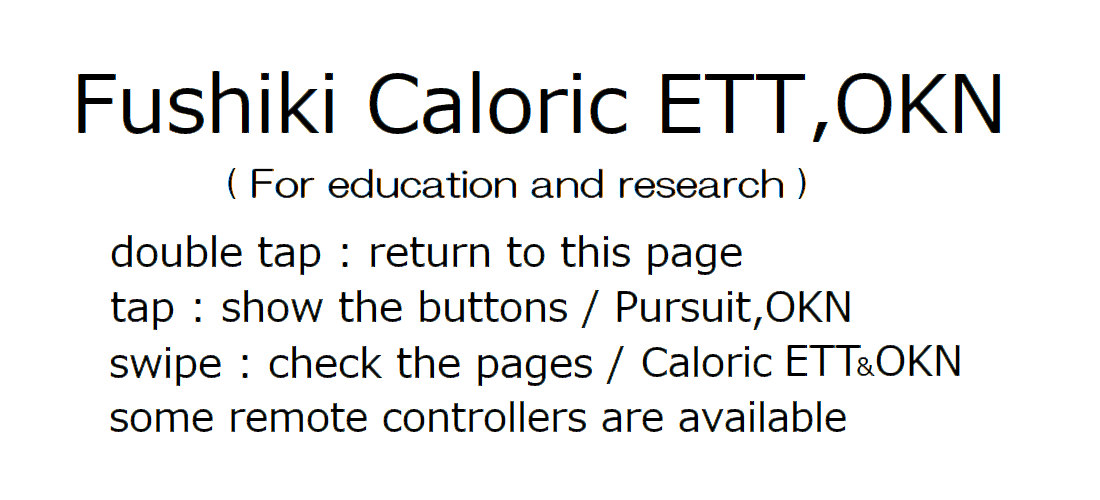 Fushiki Caloric ETT,OKN
( For education and research )
double tap : return to this page
tap : show the buttons / Pursuit,OKN
swipe : check the pages / Caloric ETT&OKN
some remote controllers are available